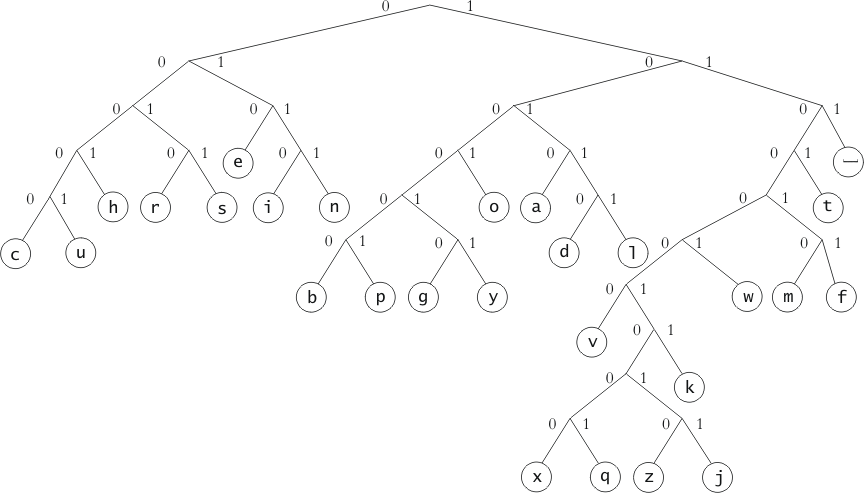 0 1
0 1 0 1
0 1 0 1 0 1 0 1
0 1 0 1 e 0 1 0 1 0 1 0 1 ␣
0 1 h r s i n 0 1 o a 0 1 0 1 t
c u 0 1 0 1 d l 0 1 0 1
b p g y 0 1 w m f
v 0 1
0 1 k
0 1 0 1
x q z j